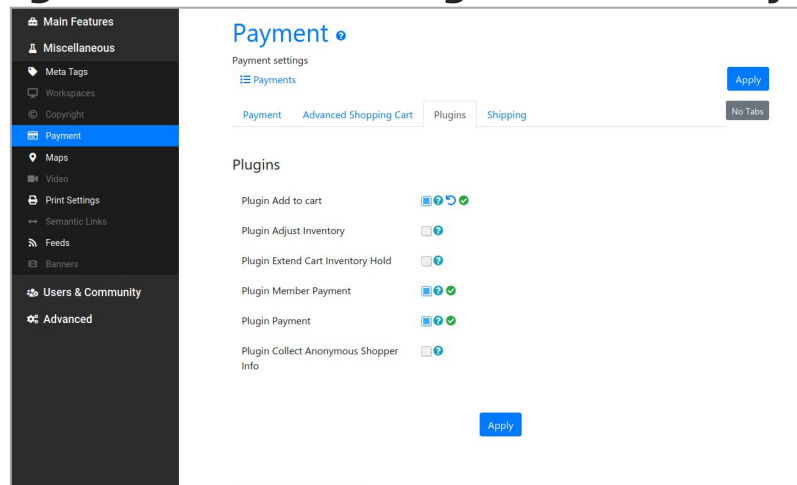 Main Features
Miscellaneous
Meta Tags
Workspaces
Copyright
Payment
Maps
Video
Print Settings
Semantic Links
Feeds
Banners
Users & Community
Advanced
Payment
Payment settings
Payments
Apply
Payment Advanced Shopping Cart Plugins Shipping
No Tabs
Plugins
Plugin Add to cart
Plugin Adjust Inventory
Plugin Extend Cart Inventory Hold
Plugin Member Payment
Plugin Payment
Plugin Collect Anonymous Shopper
Info
Apply